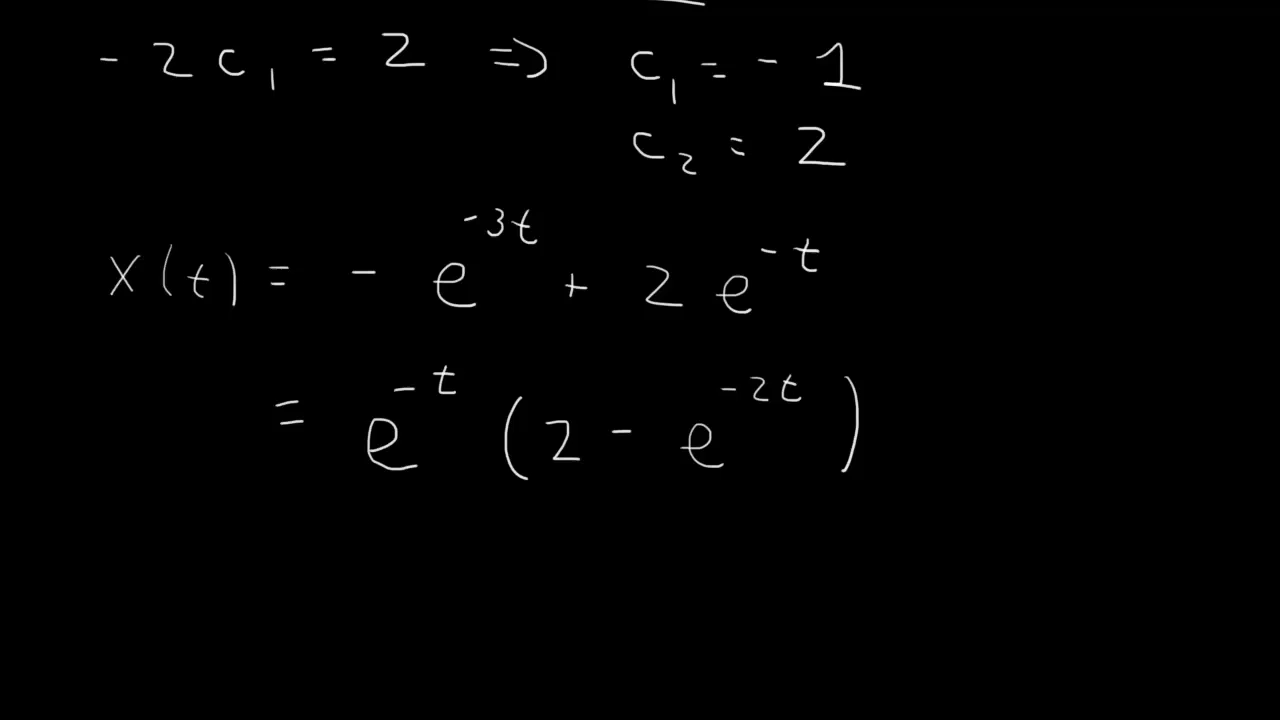 -2c₁ = 2 ⇒ c₁ = -1
c₂ = 2
x(t) = - e^{-3t} + 2 e^{-t}
= e^{-t} (2 - e^{-2t})